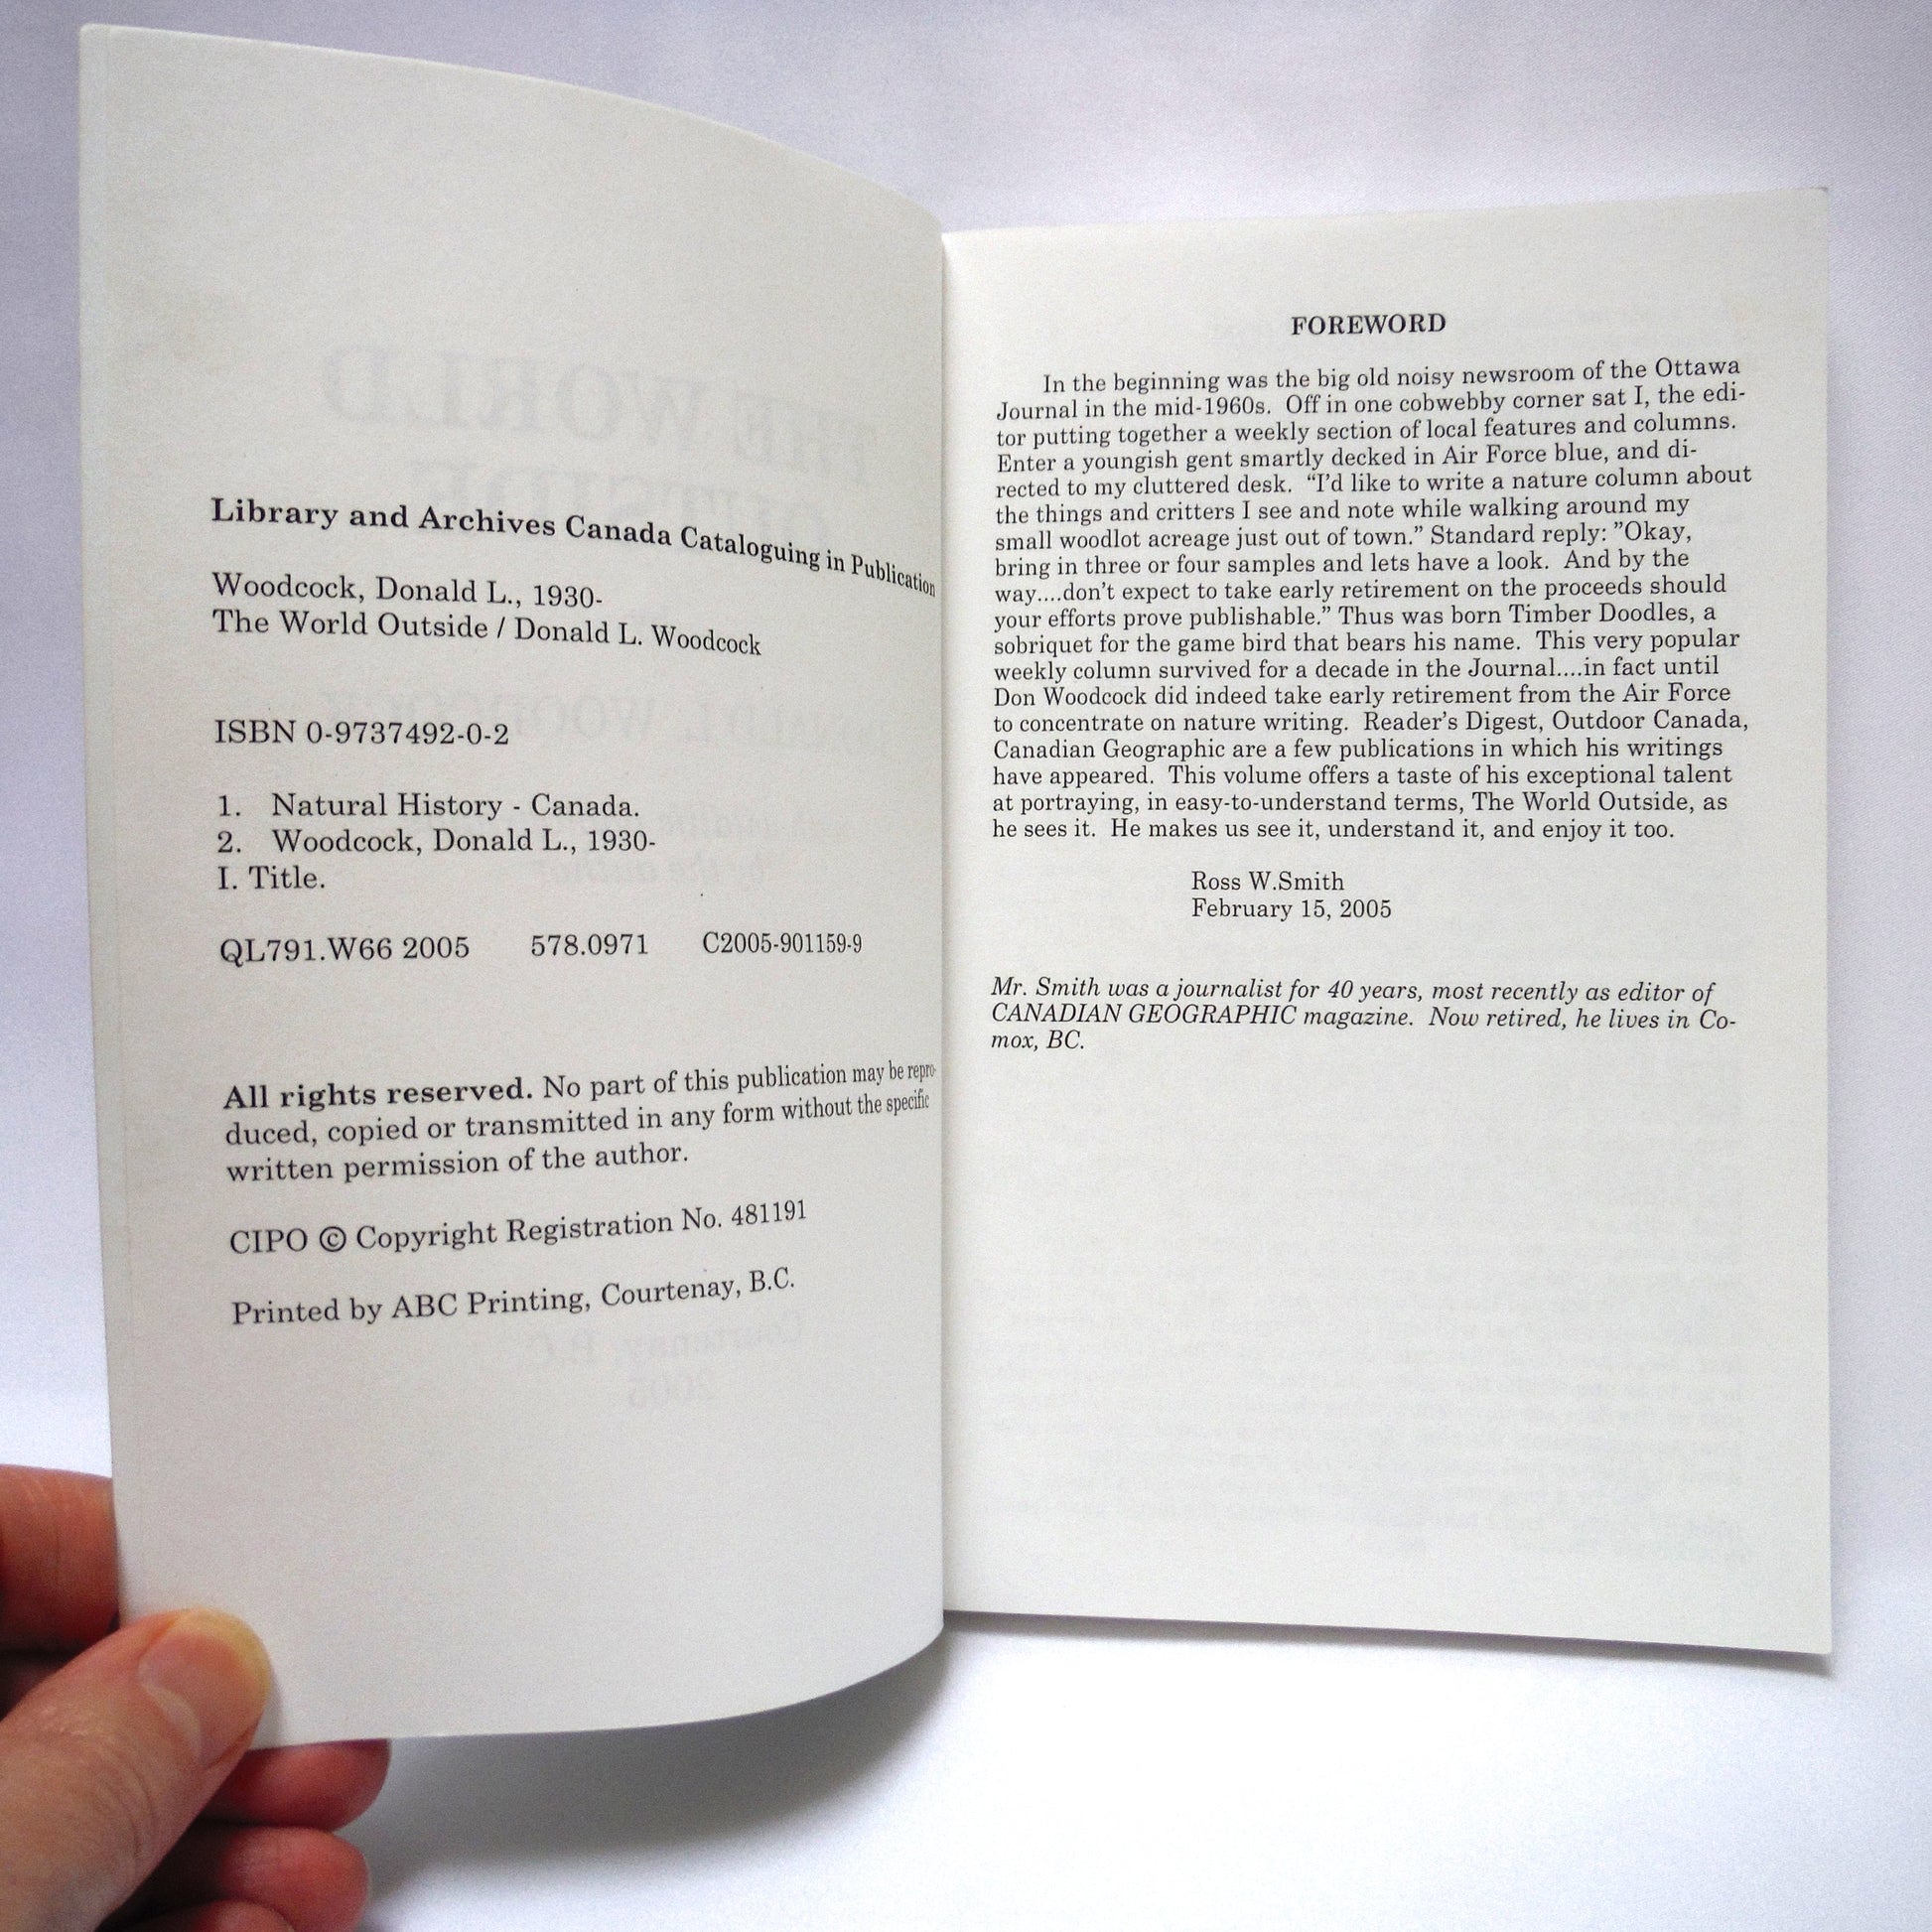 Library and Archives Canada Cataloguing in Publication
Woodcock, Donald L., 1930-
The World Outside / Donald L. Woodcock
ISBN 0-9737492-0-2
1. Natural History - Canada.
2. Woodcock, Donald L., 1930-
I. Title.
QL791.W66 2005 578.0971 C2005-901159-9
All rights reserved. No part of this publication may be repro-
duced, copied or transmitted in any form without the specific
written permission of the author.
CIPO © Copyright Registration No. 481191
Printed by ABC Printing, Courtenay, B.C.
FOREWORD
In the beginning was the big old noisy newsroom of the Ottawa
Journal in the mid-1960s. Off in one cobwebby corner sat I, the edi-
tor putting together a weekly section of local features and columns.
Enter a youngish gent smartly decked in Air Force blue, and di-
rected to my cluttered desk. “I’d like to write a nature column about
the things and critters I see and note while walking around my
small woodlot acreage just out of town.” Standard reply: ”Okay,
bring in three or four samples and lets have a look. And by the
way....don’t expect to take early retirement on the proceeds should
your efforts prove publishable.” Thus was born Timber Doodles, a
sobriquet for the game bird that bears his name. This very popular
weekly column survived for a decade in the Journal....in fact until
Don Woodcock did indeed take early retirement from the Air Force
to concentrate on nature writing. Reader’s Digest, Outdoor Canada,
Canadian Geographic are a few publications in which his writings
have appeared. This volume offers a taste of his exceptional talent
at portraying, in easy-to-understand terms, The World Outside, as
he sees it. He makes us see it, understand it, and enjoy it too.
Ross W.Smith
February 15, 2005
Mr. Smith was a journalist for 40 years, most recently as editor of
CANADIAN GEOGRAPHIC magazine. Now retired, he lives in Co-
mox, BC.